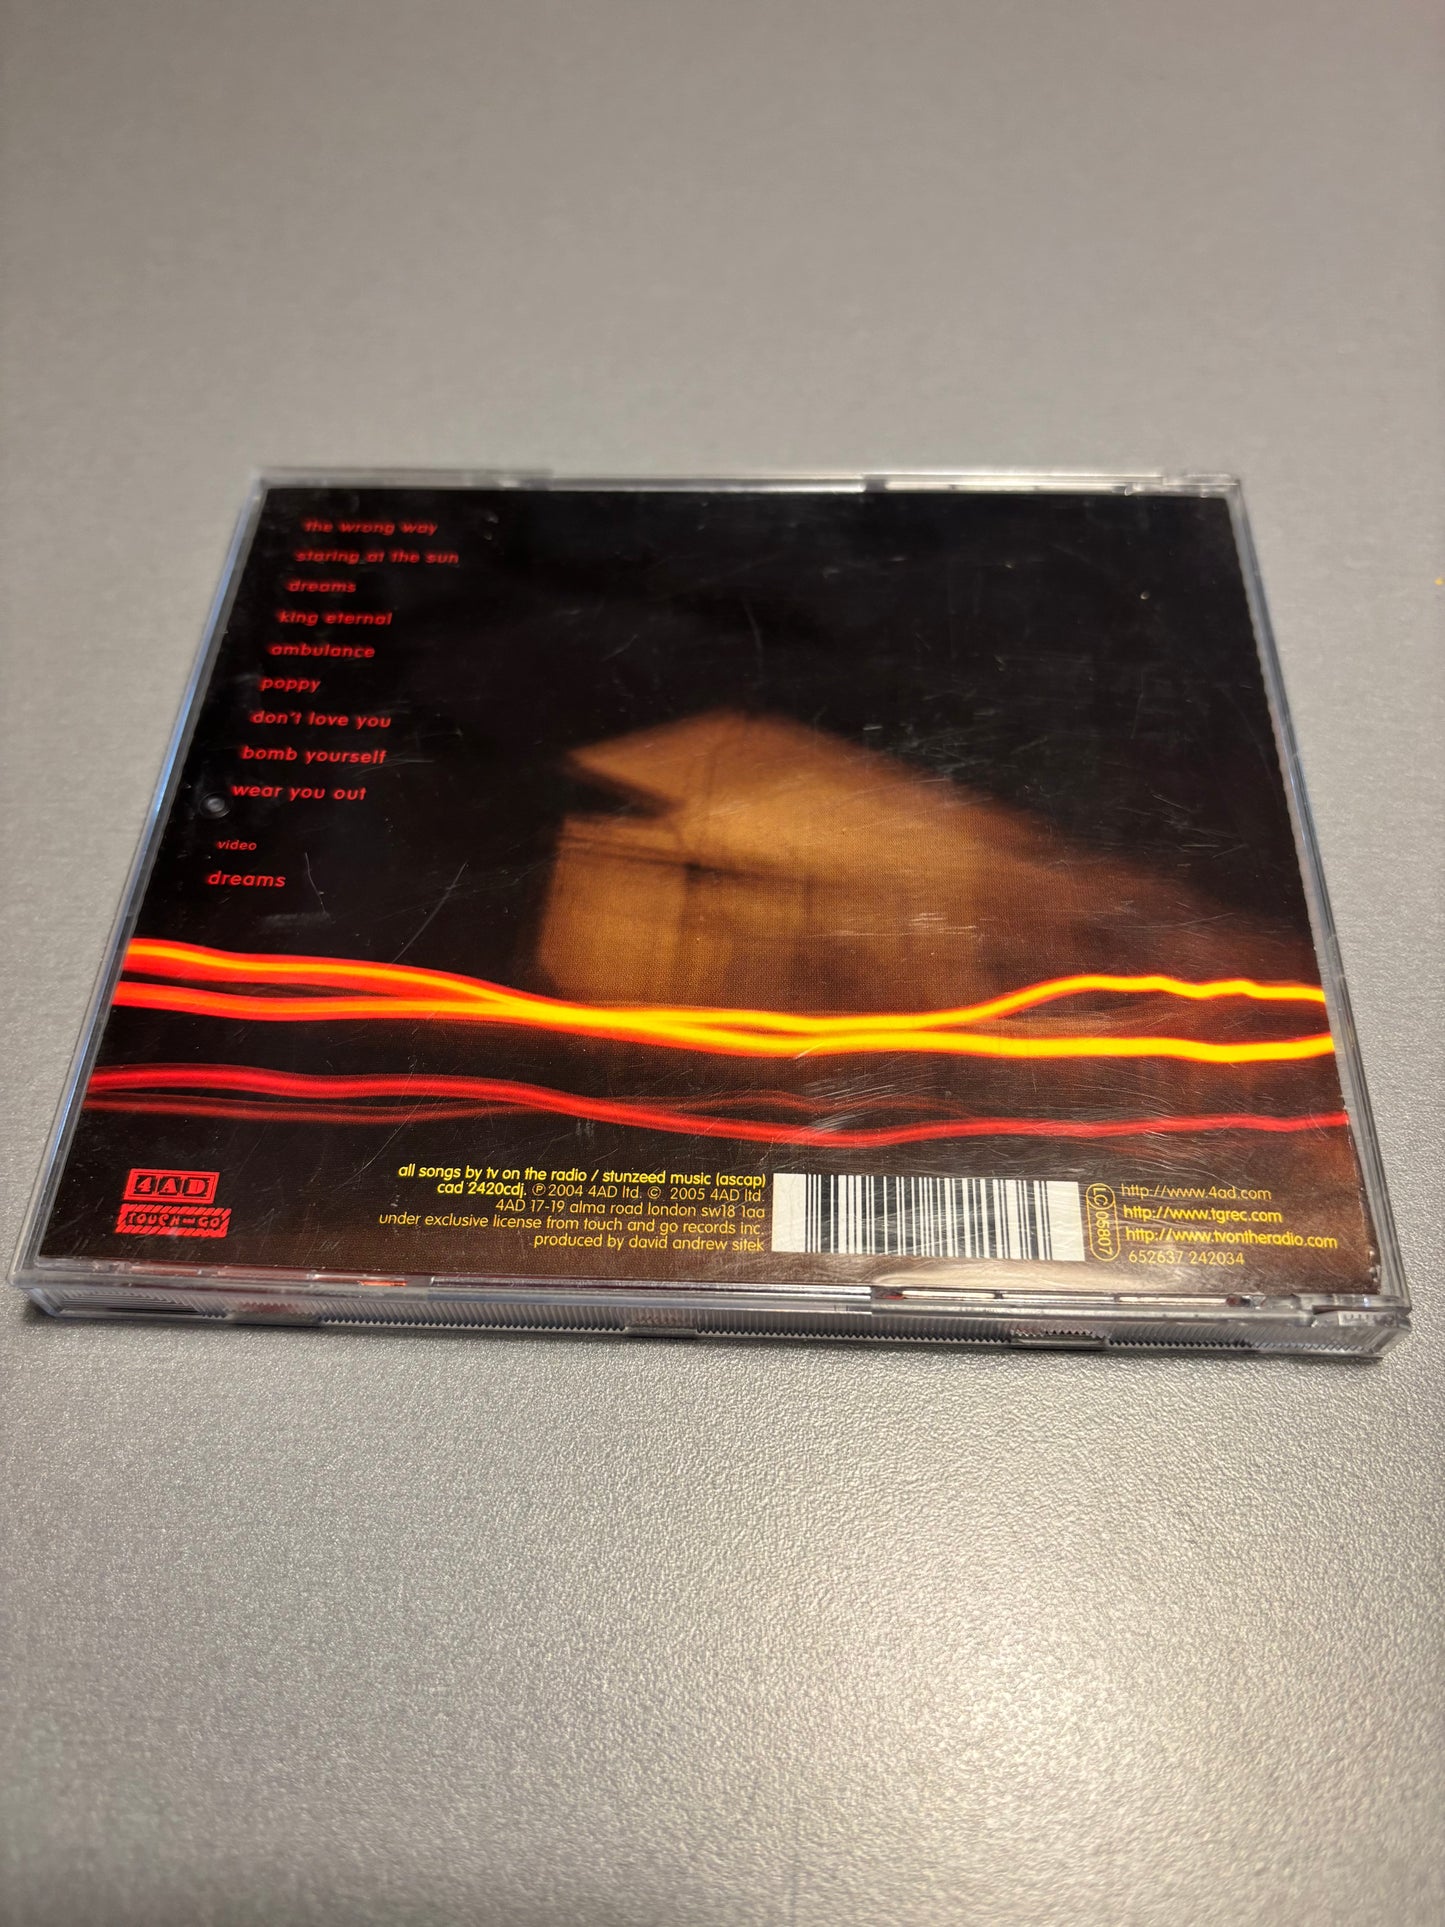 the wrong way
staring at the sun
dreams
king eternal
ambulance
poppy
don't love you
bomb yourself
wear you out
video
dreams
4AD
TOUCH AND GO
all songs by tv on the radio / stunzeed music (ascap)
cad 2420cdj. ℗ 2004 4AD ltd. © 2005 4AD ltd.
4AD 17-19 alma road london sw18 1aa
under exclusive license from touch and go records inc.
produced by david andrew sitek
LC 05807
http://www.4ad.com
http://www.tgrec.com
http://www.tvontheradio.com
652637 242034